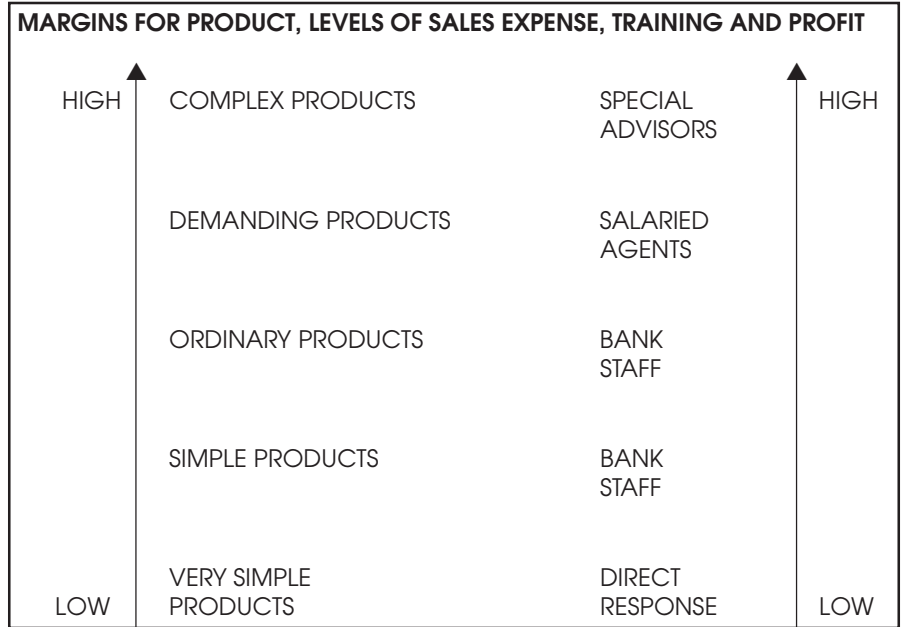 MARGINS FOR PRODUCT, LEVELS OF SALES EXPENSE, TRAINING AND PROFIT
HIGH COMPLEX PRODUCTS SPECIAL HIGH
ADVISORS
DEMANDING PRODUCTS SALARIED
AGENTS
ORDINARY PRODUCTS BANK
STAFF
SIMPLE PRODUCTS BANK
STAFF
VERY SIMPLE DIRECT
LOW PRODUCTS RESPONSE LOW